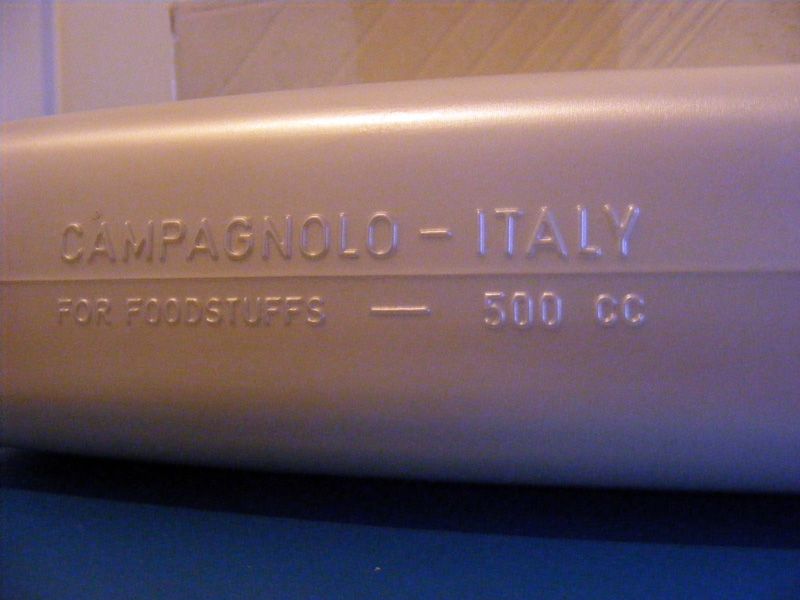 CAMPAGNOLO - ITALY
FOR FOODSTUFFS — 500 CC